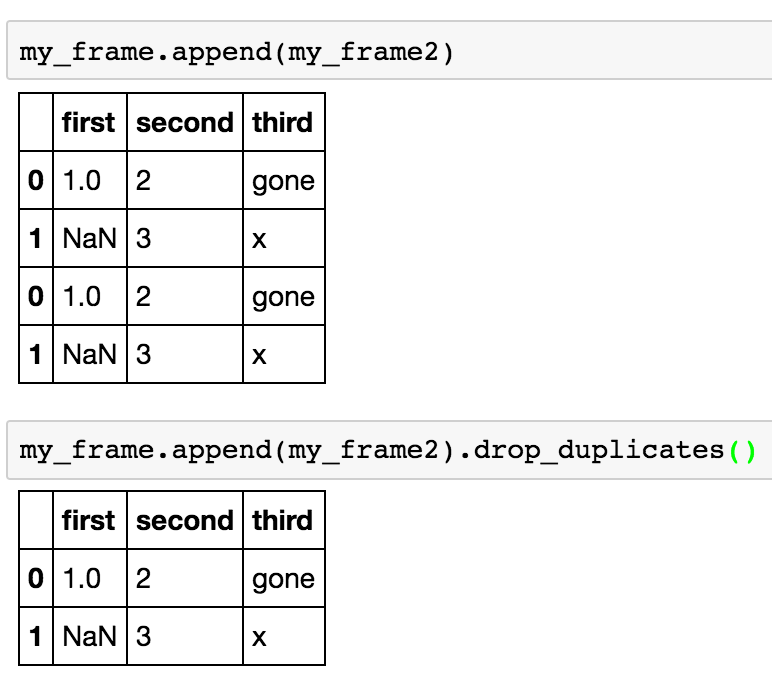 my_frame.append(my_frame2)
first second third
0 1.0 2 gone
1 NaN 3 x
0 1.0 2 gone
1 NaN 3 x
my_frame.append(my_frame2).drop_duplicates()
first second third
0 1.0 2 gone
1 NaN 3 x